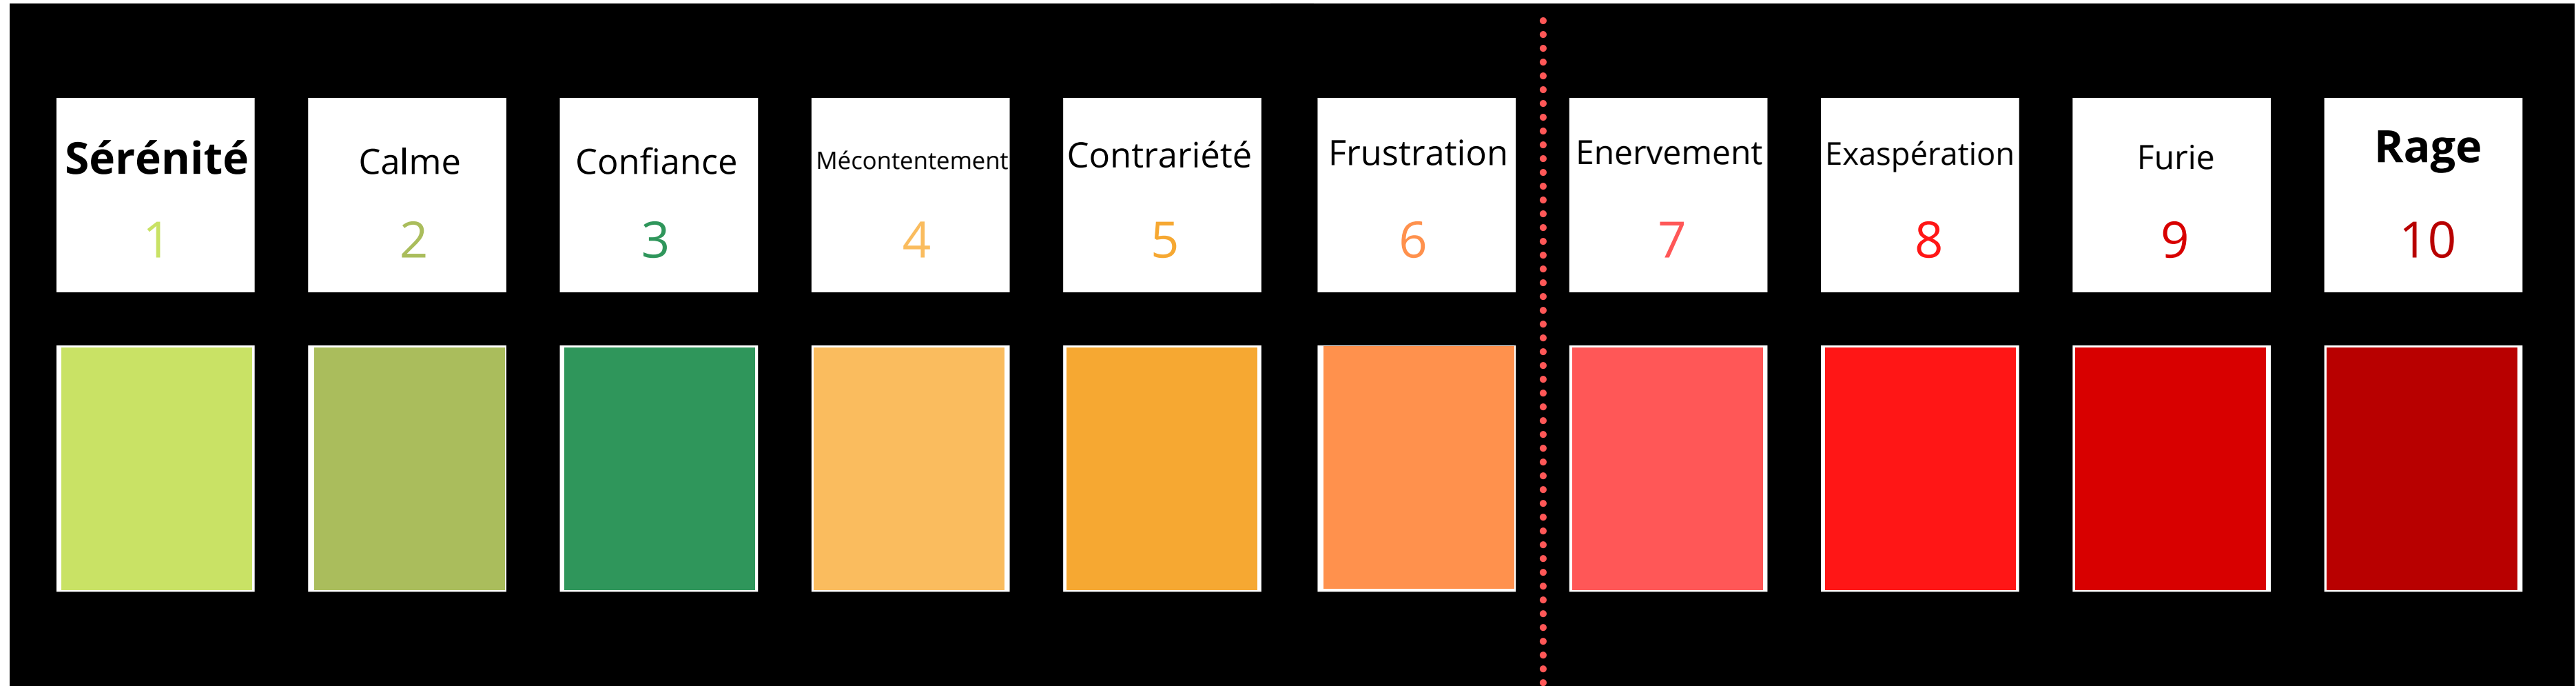 Sérénité
1
Calme
2
Confiance
3
Mécontentement
4
Contrariété
5
Frustration
6
Enervement
7
Exaspération
8
Furie
9
Rage
10